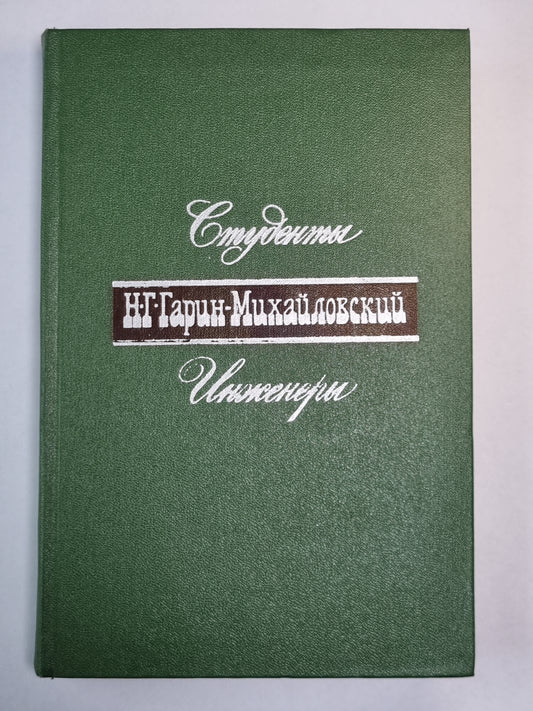 Студенты
Н·Г·Гарин-Михайловский
Инженеры